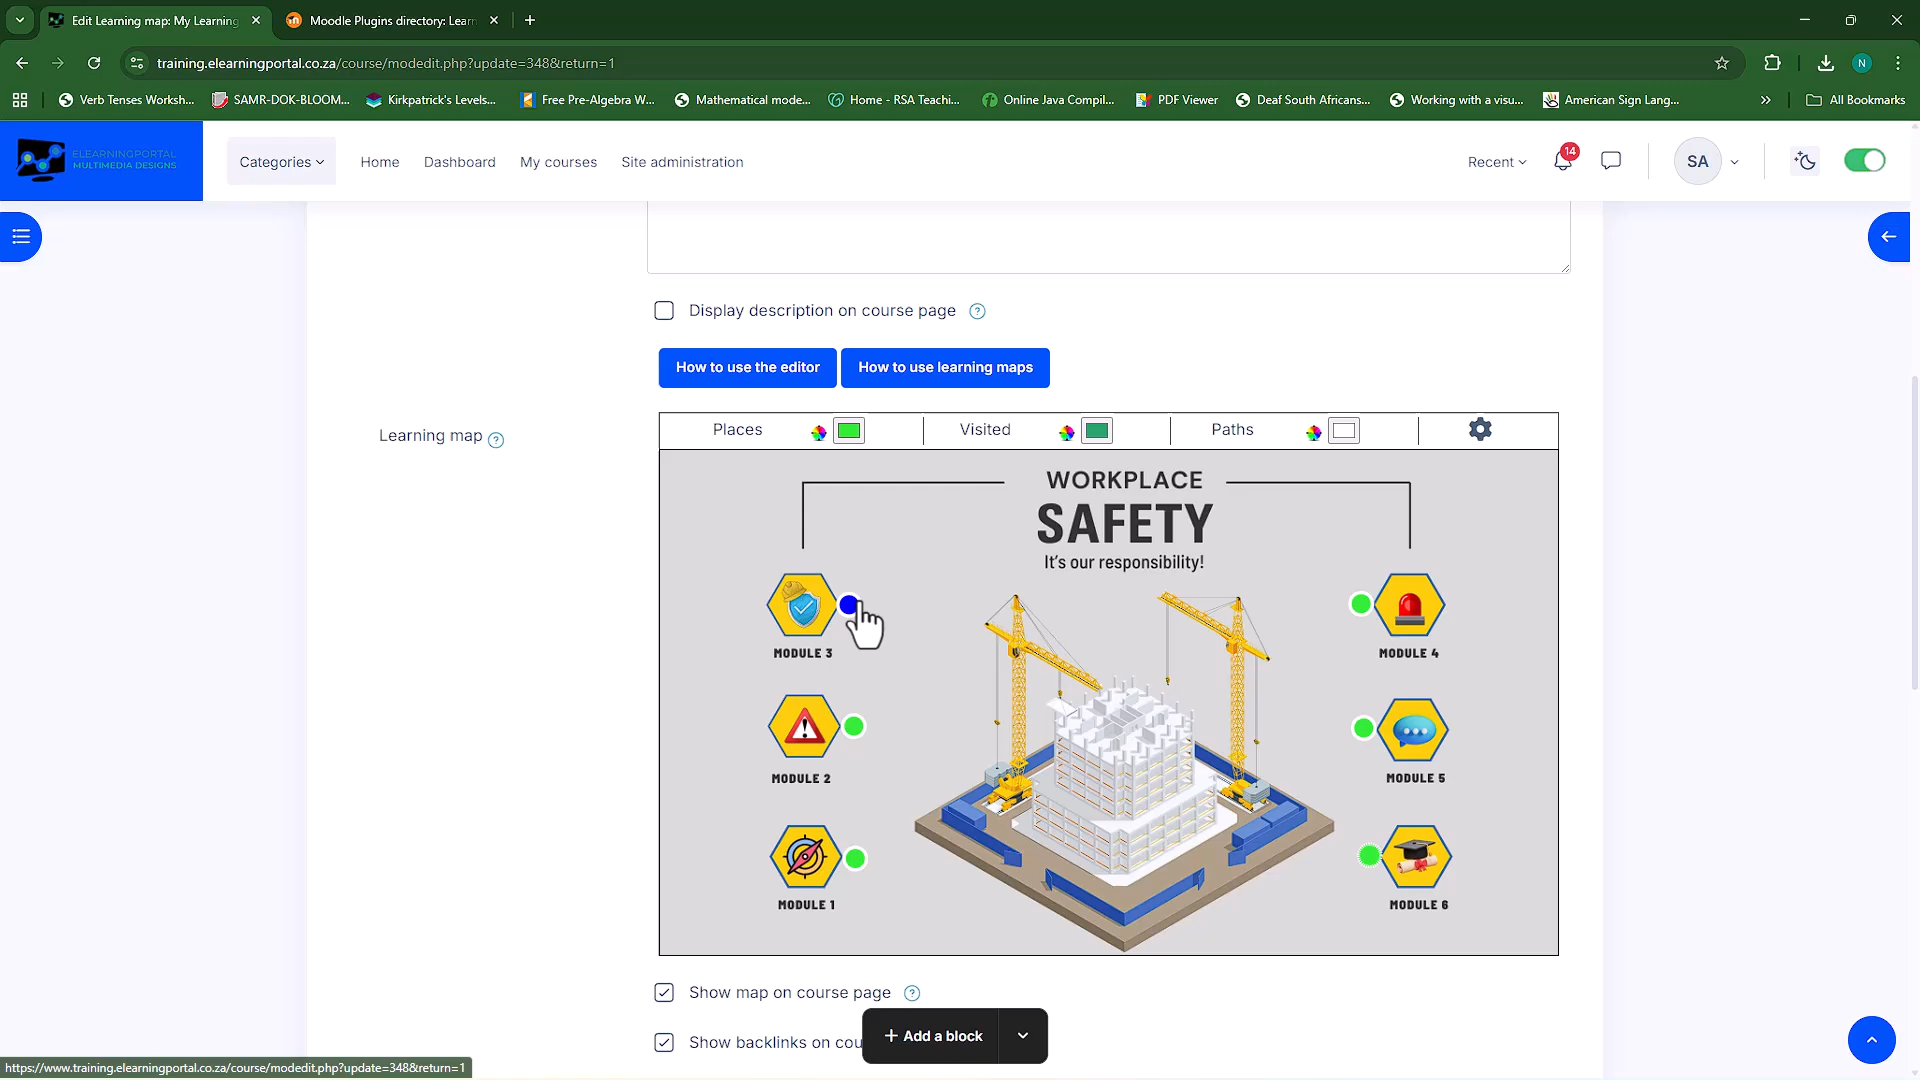 Edit Learning map: My Learning
Moodle Plugins directory: Lear
training.elearningportal.co.za/course/modedit.php?update=348&return=1
N
Verb Tenses Worksh...
SAMR-DOK-BLOOM...
Kirkpatrick's Levels...
Free Pre-Algebra W...
Mathematical mode...
Home - RSA Teachi...
Online Java Compil...
PDF Viewer
Deaf South Africans...
Working with a visu...
American Sign Lang...
All Bookmarks
ELEARNINGPORTAL
MULTIMEDIA DESIGNS
Categories
Home
Dashboard
My courses
Site administration
Recent
14
SA
Display description on course page
How to use the editor
How to use learning maps
Learning map
Places
Visited
Paths
WORKPLACE
SAFETY
It's our responsibility!
MODULE 3
MODULE 4
MODULE 2
MODULE 5
MODULE 1
MODULE 6
Show map on course page
Show backlinks on cou
+ Add a block
https://www.training.elearningportal.co.za/course/modedit.php?update=348&return=1